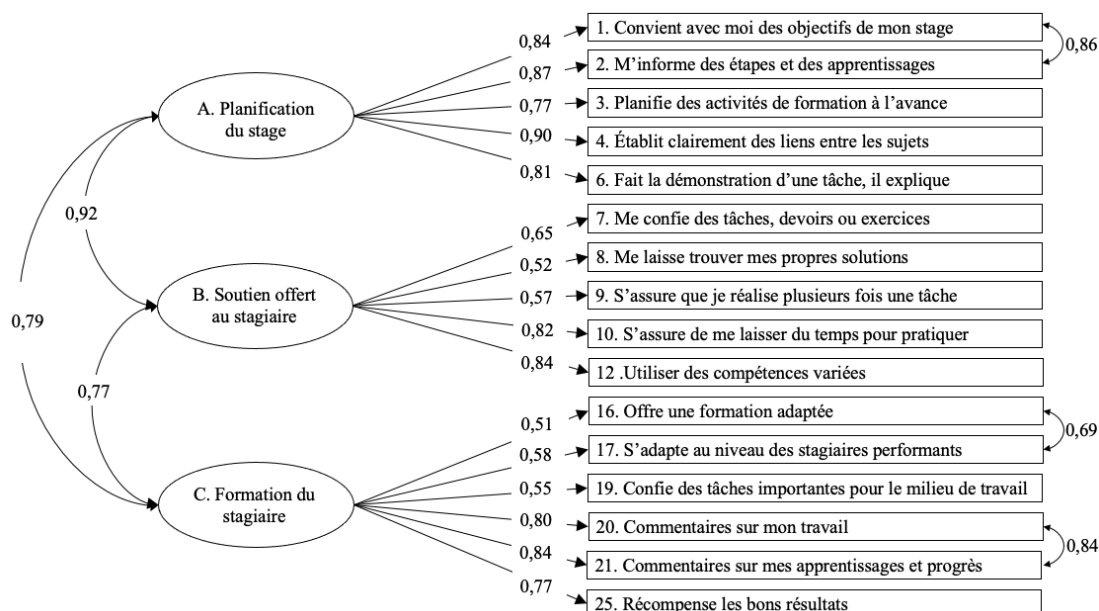 0,84
1. Convient avec moi des objectifs de mon stage
0,86
0,87
2. M’informe des étapes et des apprentissages
A. Planification
du stage
0,77
3. Planifie des activités de formation à l’avance
0,90
4. Établit clairement des liens entre les sujets
0,81
6. Fait la démonstration d’une tâche, il explique
0,92
0,65
7. Me confie des tâches, devoirs ou exercices
0,52
8. Me laisse trouver mes propres solutions
B. Soutien offert
au stagiaire
0,57
9. S’assure que je réalise plusieurs fois une tâche
0,79
0,82
10. S’assure de me laisser du temps pour pratiquer
0,84
12 .Utiliser des compétences variées
0,77
0,51
16. Offre une formation adaptée
0,69
0,58
17. S’adapte au niveau des stagiaires performants
C. Formation du
stagiaire
0,55
19. Confie des tâches importantes pour le milieu de travail
0,80
20. Commentaires sur mon travail
0,84
0,84
21. Commentaires sur mes apprentissages et progrès
0,77
25. Récompense les bons résultats